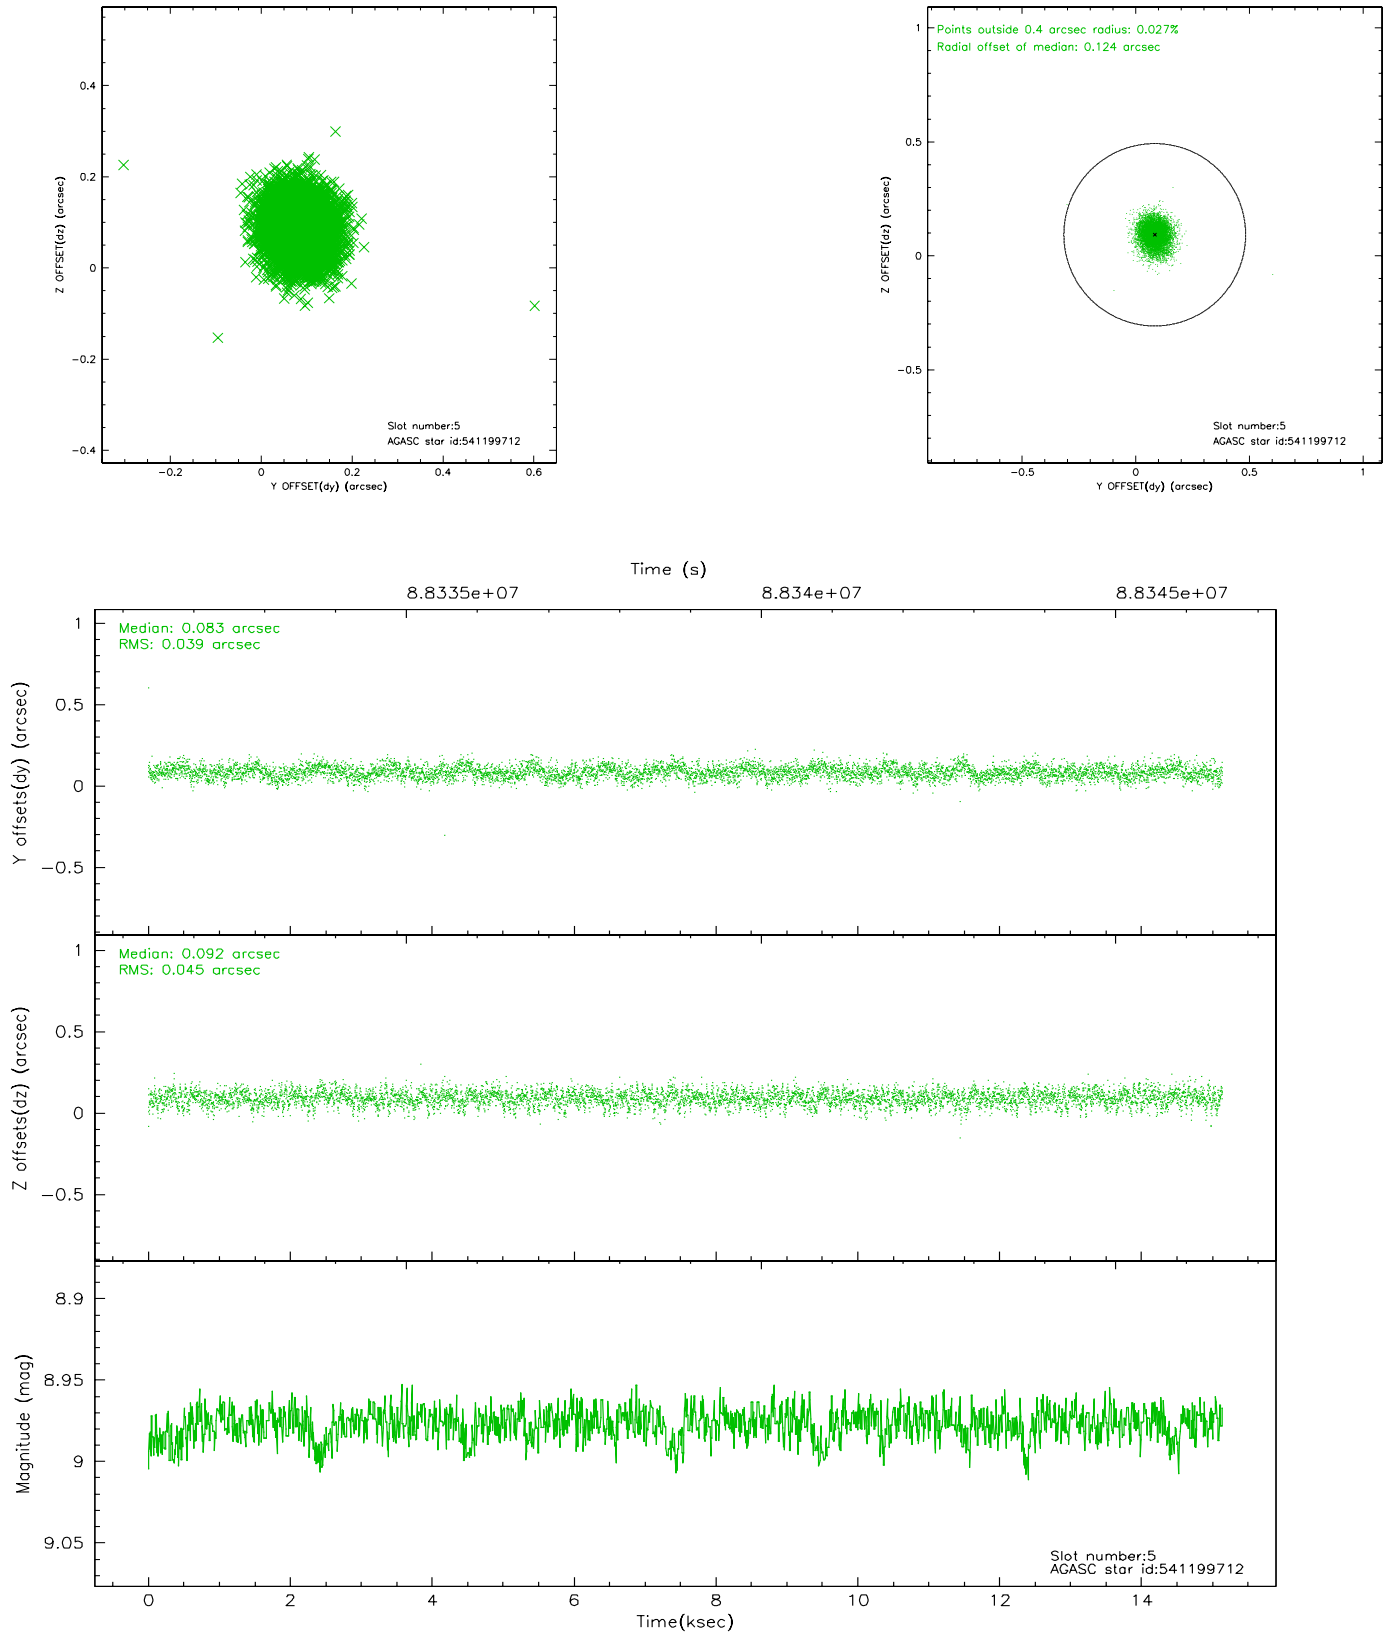 0.4
0.2
0
−0.2
−0.4
Z OFFSET(dz) (arcsec)
Slot number:5
AGASC star id:541199712
−0.2 0 0.2 0.4 0.6
Y OFFSET(dy) (arcsec)
Points outside 0.4 arcsec radius: 0.027%
Radial offset of median: 0.124 arcsec
1
0.5
0
−0.5
Z OFFSET(dz) (arcsec)
Slot number:5
AGASC star id:541199712
−0.5 0 0.5 1
Y OFFSET(dy) (arcsec)
Time (s)
8.8335e+07 8.834e+07 8.8345e+07
Median: 0.083 arcsec
RMS: 0.039 arcsec
1
0.5
0
−0.5
Y offsets(dy) (arcsec)
Median: 0.092 arcsec
RMS: 0.045 arcsec
1
0.5
0
−0.5
Z offsets(dz) (arcsec)
8.9
8.95
9
9.05
Magnitude (mag)
Slot number:5
AGASC star id:541199712
0 2 4 6 8 10 12 14
Time(ksec)